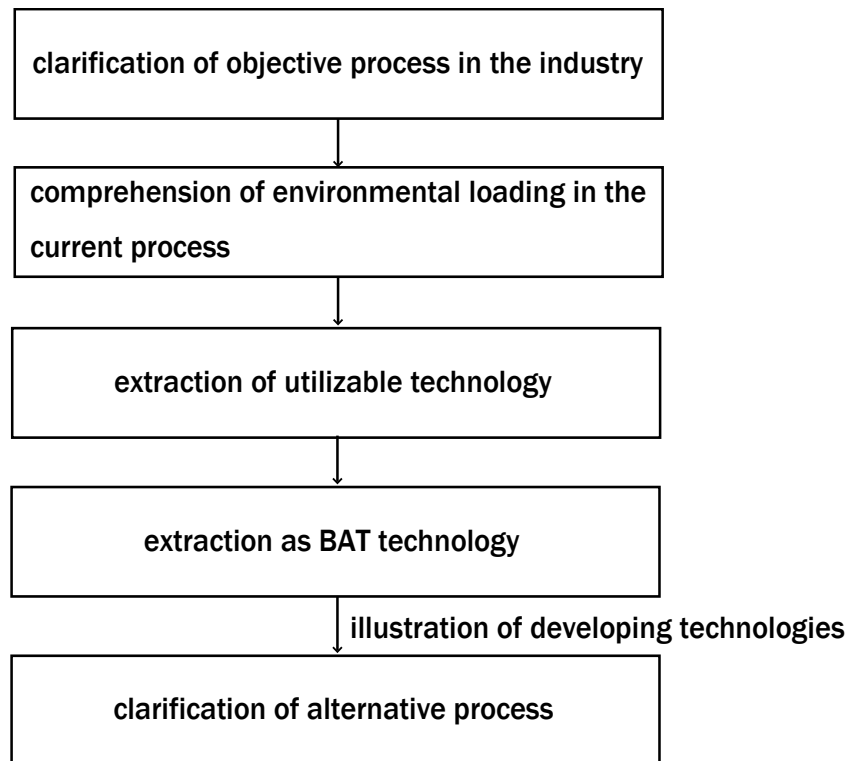 clarification of objective process in the industry
comprehension of environmental loading in the
current process
extraction of utilizable technology
extraction as BAT technology
illustration of developing technologies
clarification of alternative process